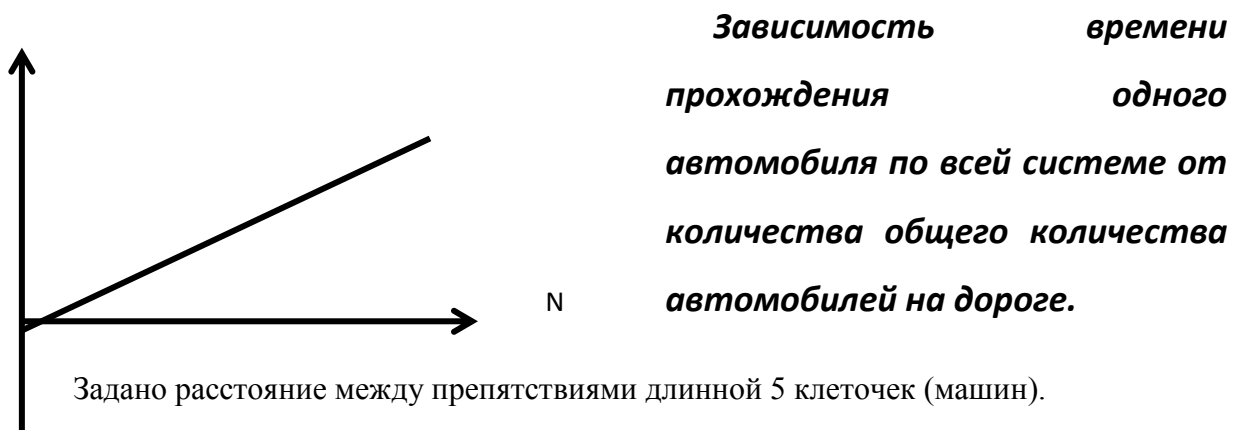 Зависимость времени
прохождения одного
автомобиля по всей системе от
количества общего количества
автомобилей на дороге.
N
Задано расстояние между препятствиями длинной 5 клеточек (машин).